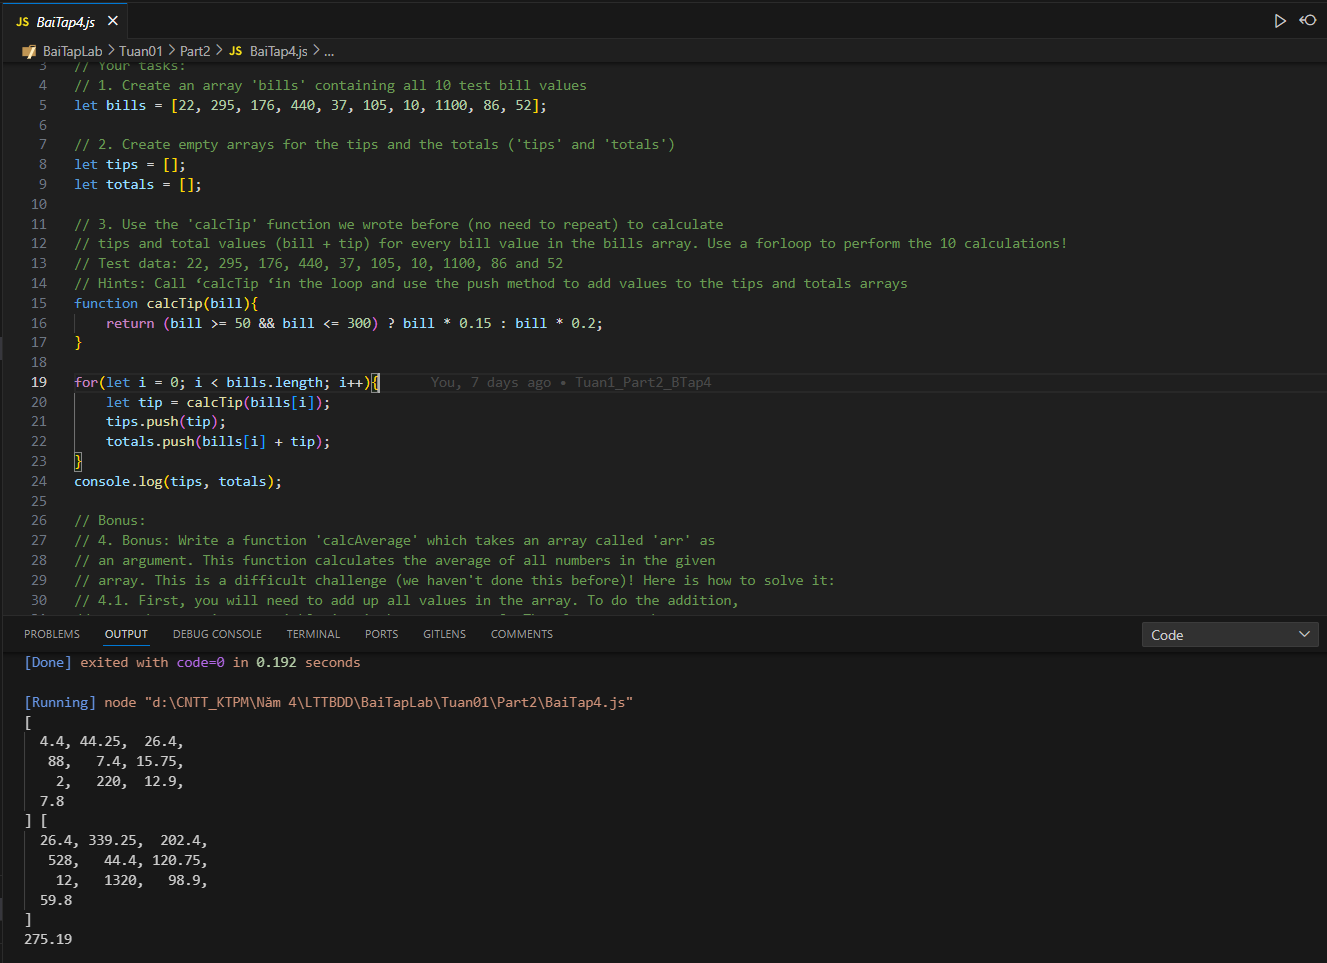 JS BaiTap4.js ×
BaiTapLab > Tuan01 > Part2 > JS BaiTap4.js > ...
3 // Your tasks:
4 // 1. Create an array 'bills' containing all 10 test bill values
5 let bills = [22, 295, 176, 440, 37, 105, 10, 1100, 86, 52];
6
7 // 2. Create empty arrays for the tips and the totals ('tips' and 'totals')
8 let tips = [];
9 let totals = [];
10
11 // 3. Use the 'calcTip' function we wrote before (no need to repeat) to calculate
12 // tips and total values (bill + tip) for every bill value in the bills array. Use a forloop to perform the 10 calculations!
13 // Test data: 22, 295, 176, 440, 37, 105, 10, 1100, 86 and 52
14 // Hints: Call ‘calcTip ‘in the loop and use the push method to add values to the tips and totals arrays
15 function calcTip(bill){
16 return (bill >= 50 && bill <= 300) ? bill * 0.15 : bill * 0.2;
17 }
18
19 for(let i = 0; i < bills.length; i++){ You, 7 days ago • Tuan1_Part2_BTap4
20 let tip = calcTip(bills[i]);
21 tips.push(tip);
22 totals.push(bills[i] + tip);
23 }
24 console.log(tips, totals);
25
26 // Bonus:
27 // 4. Bonus: Write a function 'calcAverage' which takes an array called 'arr' as
28 // an argument. This function calculates the average of all numbers in the given
29 // array. This is a difficult challenge (we haven't done this before)! Here is how to solve it:
30 // 4.1. First, you will need to add up all values in the array. To do the addition,
PROBLEMS OUTPUT DEBUG CONSOLE TERMINAL PORTS GITLENS COMMENTS Code
[Done] exited with code=0 in 0.192 seconds
[Running] node "d:\CNTT_KTPM\Năm 4\LTTBDD\BaiTapLab\Tuan01\Part2\BaiTap4.js"
[
4.4, 44.25, 26.4,
88, 7.4, 15.75,
2, 220, 12.9,
7.8
] [
26.4, 339.25, 202.4,
528, 44.4, 120.75,
12, 1320, 98.9,
59.8
]
275.19